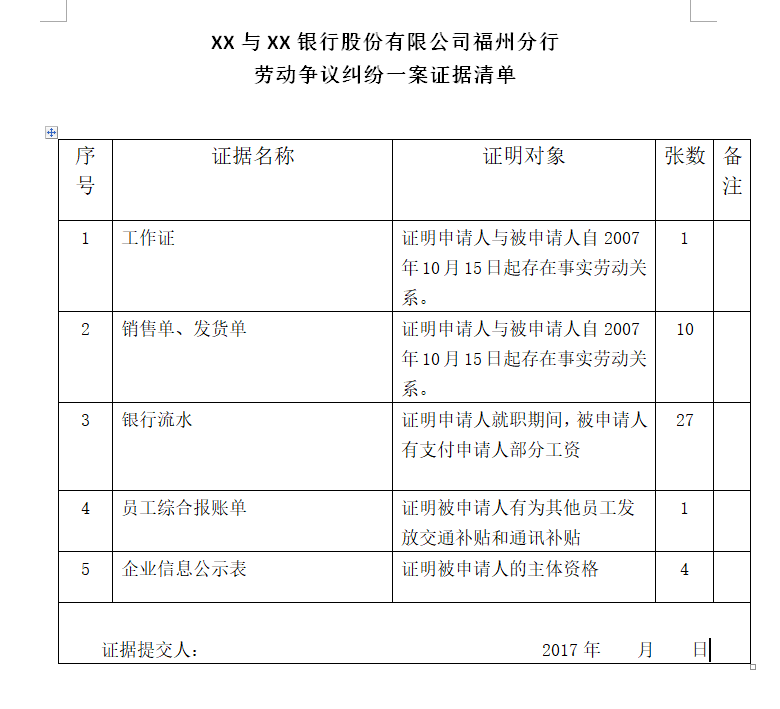 XX 与 XX 银行股份有限公司福州分行
劳动争议纠纷一案证据清单
序号 证据名称 证明对象 张数 备注
1 工作证 证明申请人与被申请人自 2007
年 10 月 15 日起存在事实劳动关
系。 1
2 销售单、发货单 证明申请人与被申请人自 2007
年 10 月 15 日起存在事实劳动关
系。 10
3 银行流水 证明申请人就职期间，被申请人
有支付申请人部分工资 27
4 员工综合报账单 证明被申请人有为其他员工发
放交通补贴和通讯补贴 1
5 企业信息公示表 证明被申请人的主体资格 4
证据提交人： 2017 年 月 日